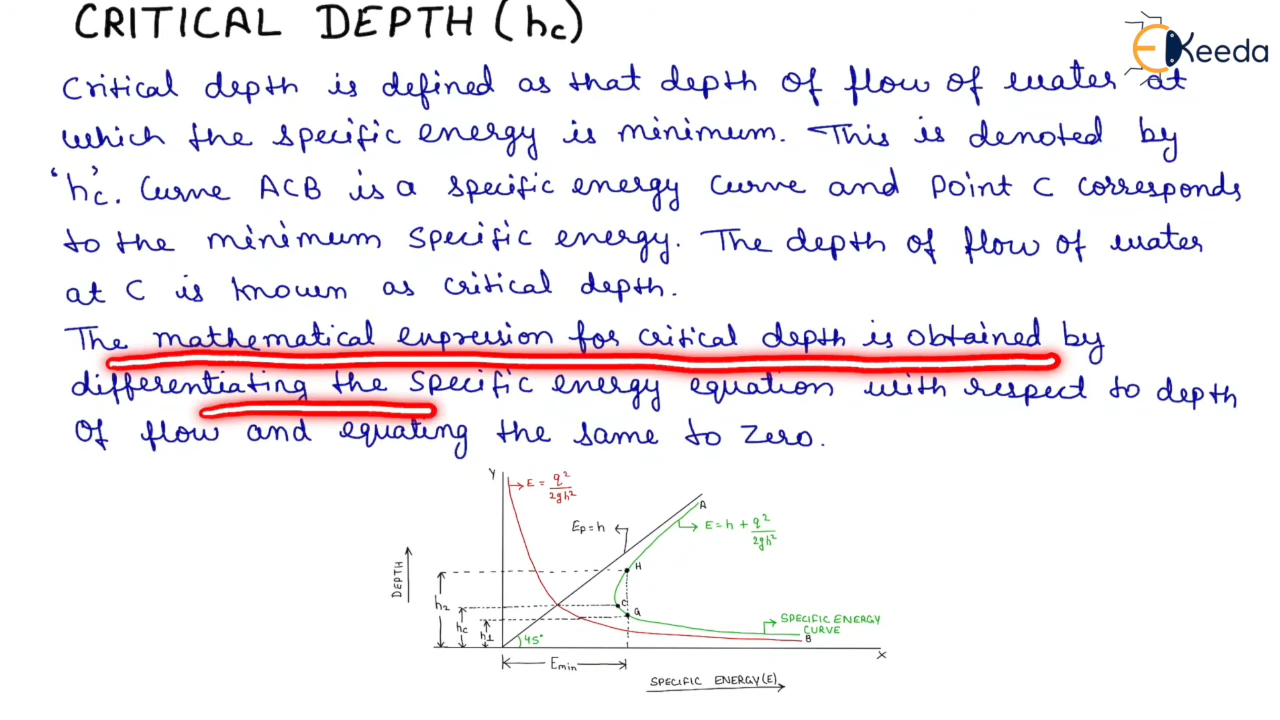 CRITICAL DEPTH (hc)
EKeeda
Critical depth is defined as that depth of flow of water at
which the specific energy is minimum. This is denoted by
'hc'. Curve ACB is a specific energy curve and point C corresponds
to the minimum specific energy. The depth of flow of water
at C is known as critical depth.
The mathematical expression for critical depth is obtained by
differentiating the specific energy equation with respect to depth
of flow and equating the same to zero.
Y
E = q²/2gh²
Ep = h
A
E = h + q²/2gh²
H
DEPTH
h2
hc
h1
C
G
45°
SPECIFIC ENERGY
CURVE
B
X
Emin
SPECIFIC ENERGY(E)